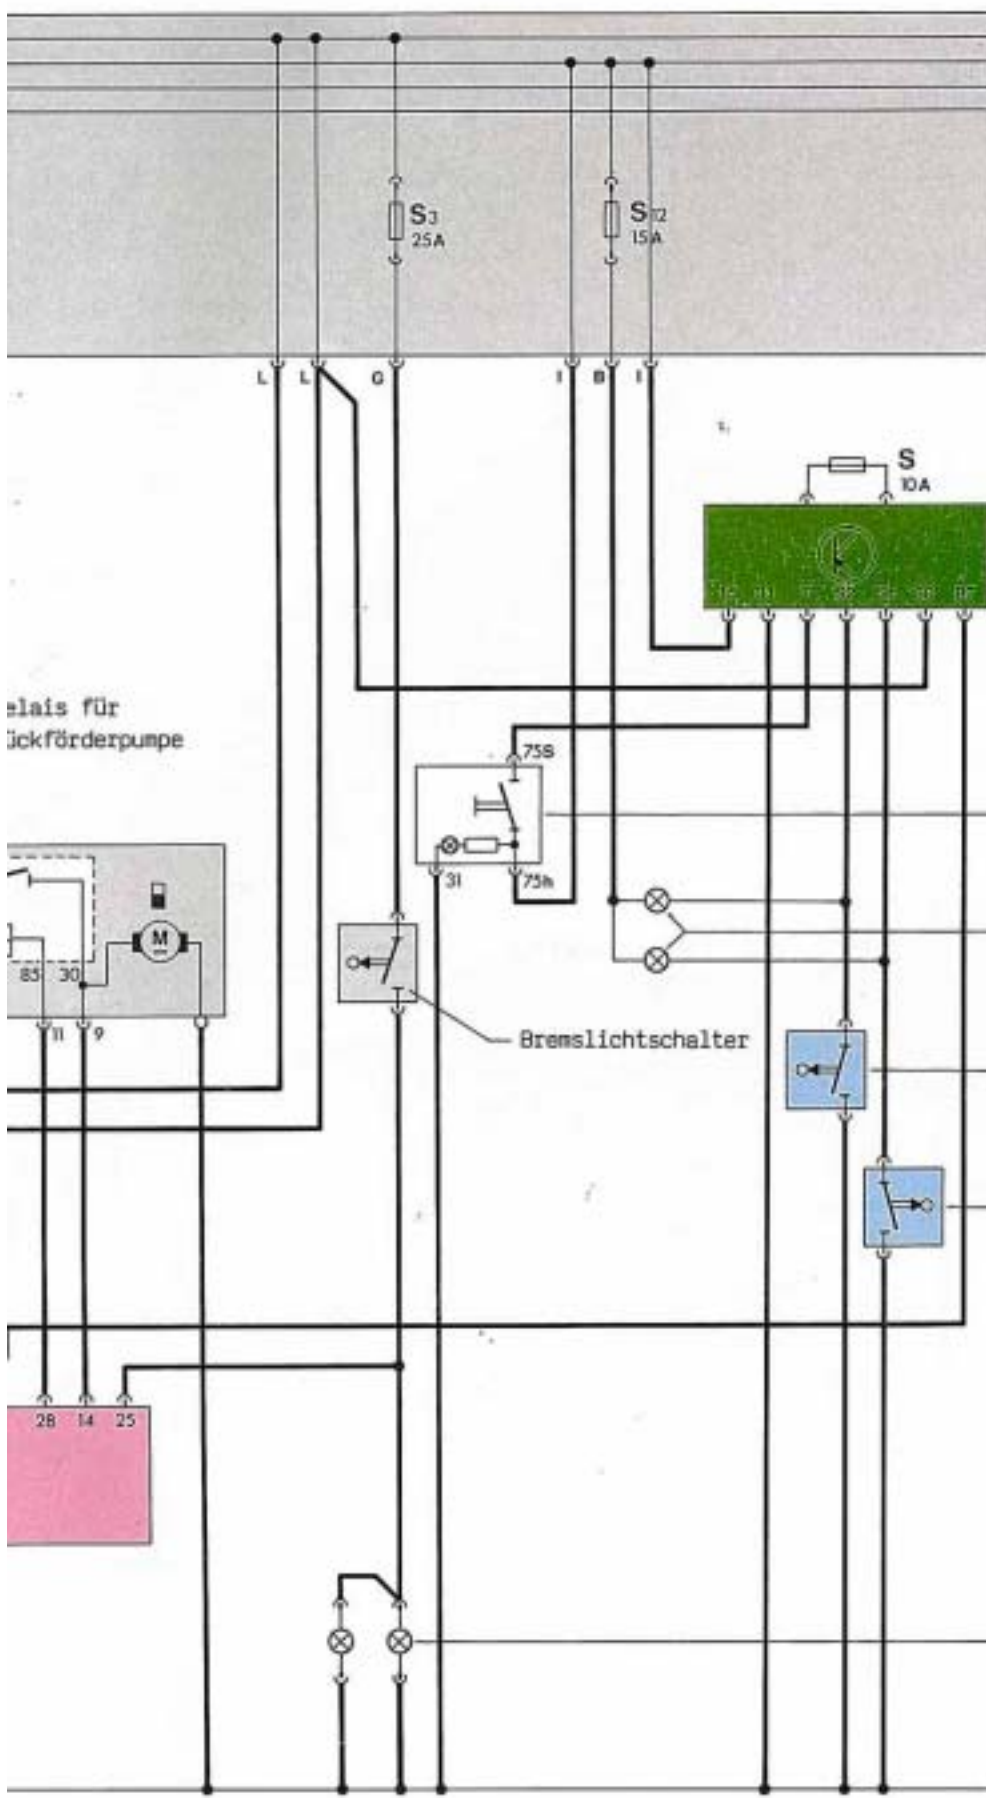 S3
25A
S12
15A
L
L
G
I
B
I
S
10A
elais für
ückförderpumpe
75S
31
75h
M
85
30
11
9
Bremslichtschalter
28
14
25